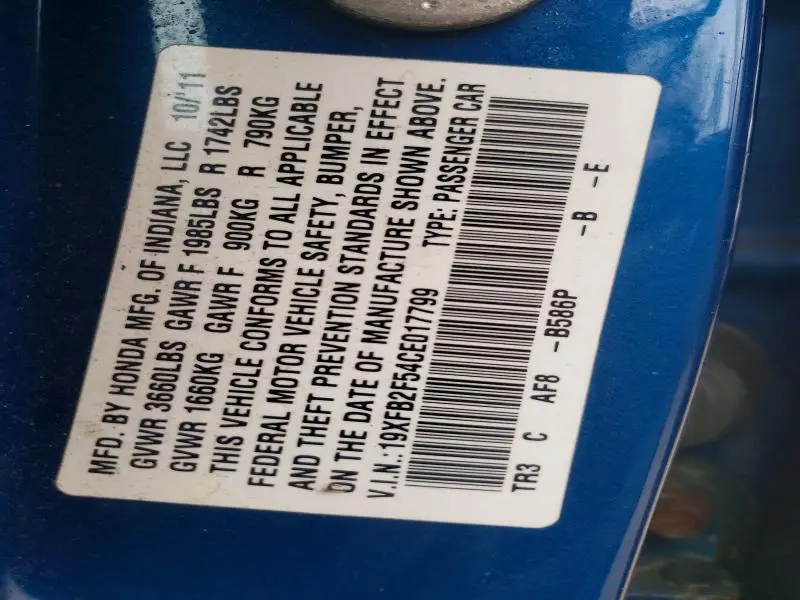 MFD. BY HONDA MFG. OF INDIANA, LLC 10/'11
GVWR 3660LBS GAWR F 1985LBS R 1742LBS
GVWR 1660KG GAWR F 900KG R 790KG
THIS VEHICLE CONFORMS TO ALL APPLICABLE
FEDERAL MOTOR VEHICLE SAFETY, BUMPER,
AND THEFT PREVENTION STANDARDS IN EFFECT
ON THE DATE OF MANUFACTURE SHOWN ABOVE.
V.I.N.: 19XFB2F54CE017799 TYPE: PASSENGER CAR
TR3 C AF8 -B586P -B -E